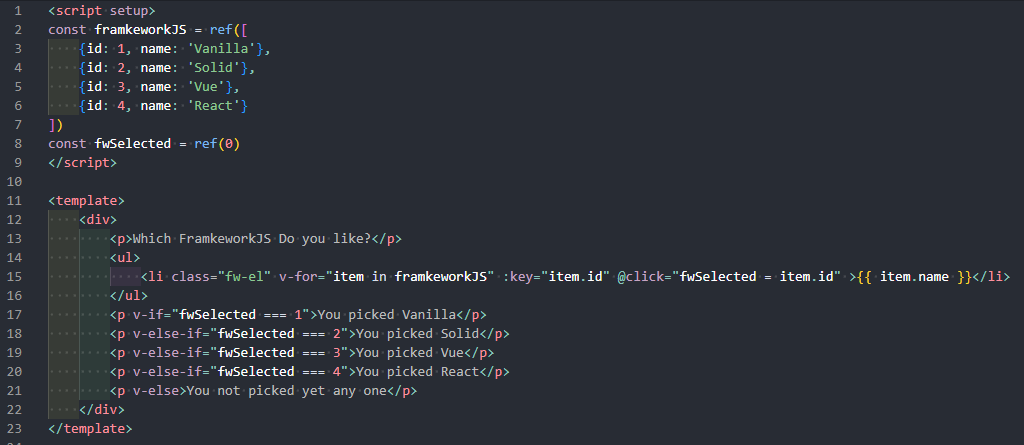 1 <script setup>
2 const framkeworkJS = ref([
3     {id: 1, name: 'Vanilla'},
4     {id: 2, name: 'Solid'},
5     {id: 3, name: 'Vue'},
6     {id: 4, name: 'React'}
7 ])
8 const fwSelected = ref(0)
9 </script>
10
11 <template>
12     <div>
13         <p>Which FramkeworkJS Do you like?</p>
14         <ul>
15             <li class="fw-el" v-for="item in framkeworkJS" :key="item.id" @click="fwSelected = item.id" >{{ item.name }}</li>
16         </ul>
17         <p v-if="fwSelected === 1">You picked Vanilla</p>
18         <p v-else-if="fwSelected === 2">You picked Solid</p>
19         <p v-else-if="fwSelected === 3">You picked Vue</p>
20         <p v-else-if="fwSelected === 4">You picked React</p>
21         <p v-else>You not picked yet any one</p>
22     </div>
23 </template>